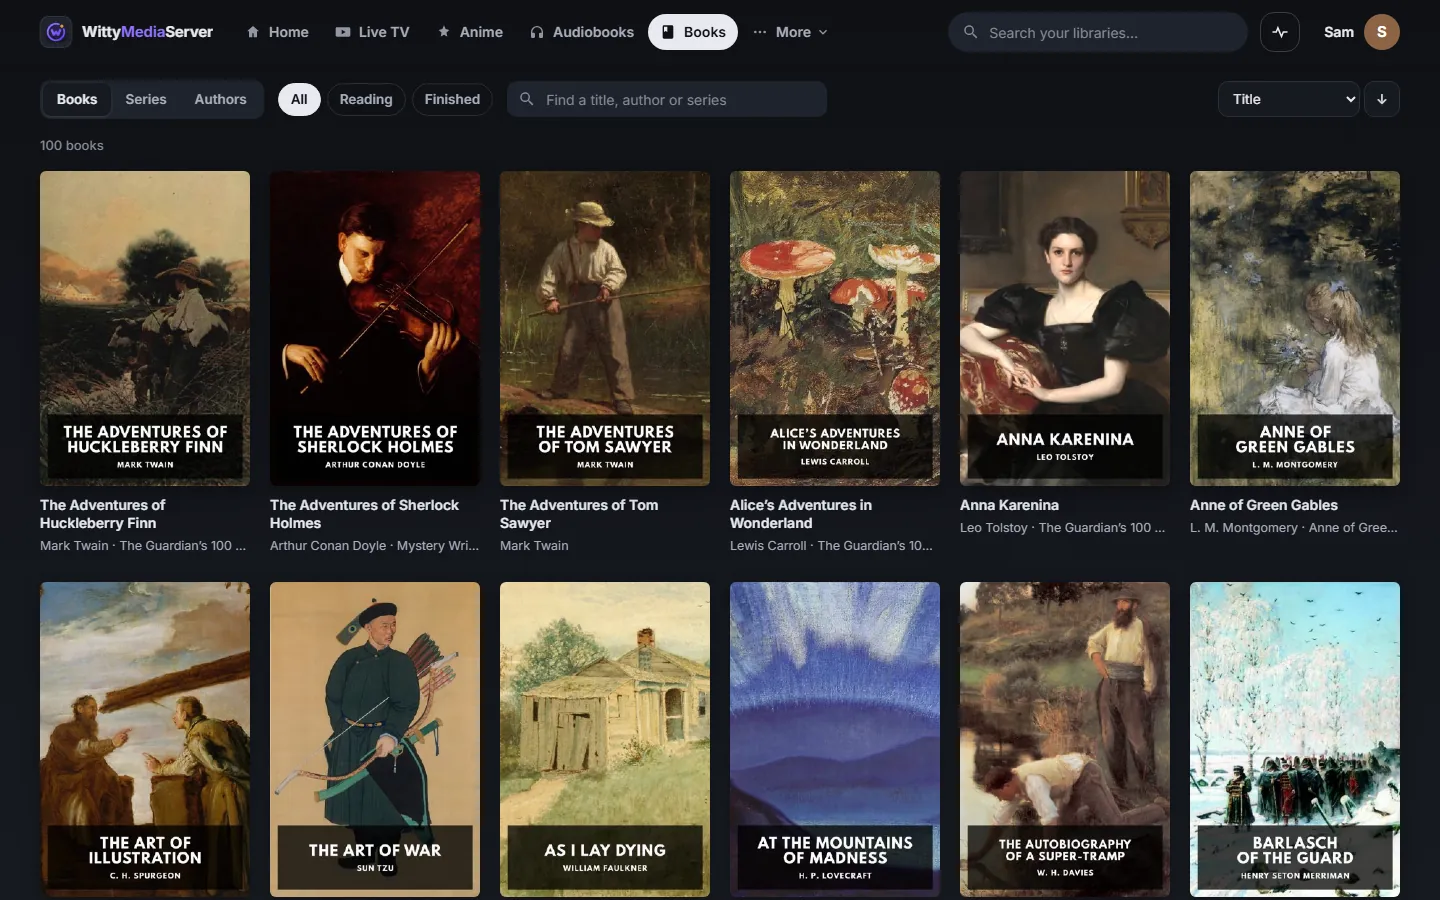 WittyMediaServer
Home
Live TV
Anime
Audiobooks
Books
More
Search your libraries...
Sam
S
Books
Series
Authors
All
Reading
Finished
Find a title, author or series
Title
100 books
THE ADVENTURES OF
HUCKLEBERRY FINN
MARK TWAIN
The Adventures of
Huckleberry Finn
Mark Twain · The Guardian's 100 ...
THE ADVENTURES OF
SHERLOCK HOLMES
ARTHUR CONAN DOYLE
The Adventures of Sherlock
Holmes
Arthur Conan Doyle · Mystery Wri...
THE ADVENTURES
OF TOM SAWYER
MARK TWAIN
The Adventures of Tom
Sawyer
Mark Twain
ALICE'S ADVENTURES
IN WONDERLAND
LEWIS CARROLL
Alice's Adventures in
Wonderland
Lewis Carroll · The Guardian's 10...
ANNA KARENINA
LEO TOLSTOY
Anna Karenina
Leo Tolstoy · The Guardian's 100 ...
ANNE OF
GREEN GABLES
L. M. MONTGOMERY
Anne of Green Gables
L. M. Montgomery · Anne of Gree...
THE ART OF
ILLUSTRATION
C. H. SPURGEON
THE ART OF WAR
SUN TZU
AS I LAY DYING
WILLIAM FAULKNER
AT THE MOUNTAINS
OF MADNESS
H. P. LOVECRAFT
THE AUTOBIOGRAPHY
OF A SUPER-TRAMP
W. H. DAVIES
BARLASCH
OF THE GUARD
HENRY SETON MERRIMAN